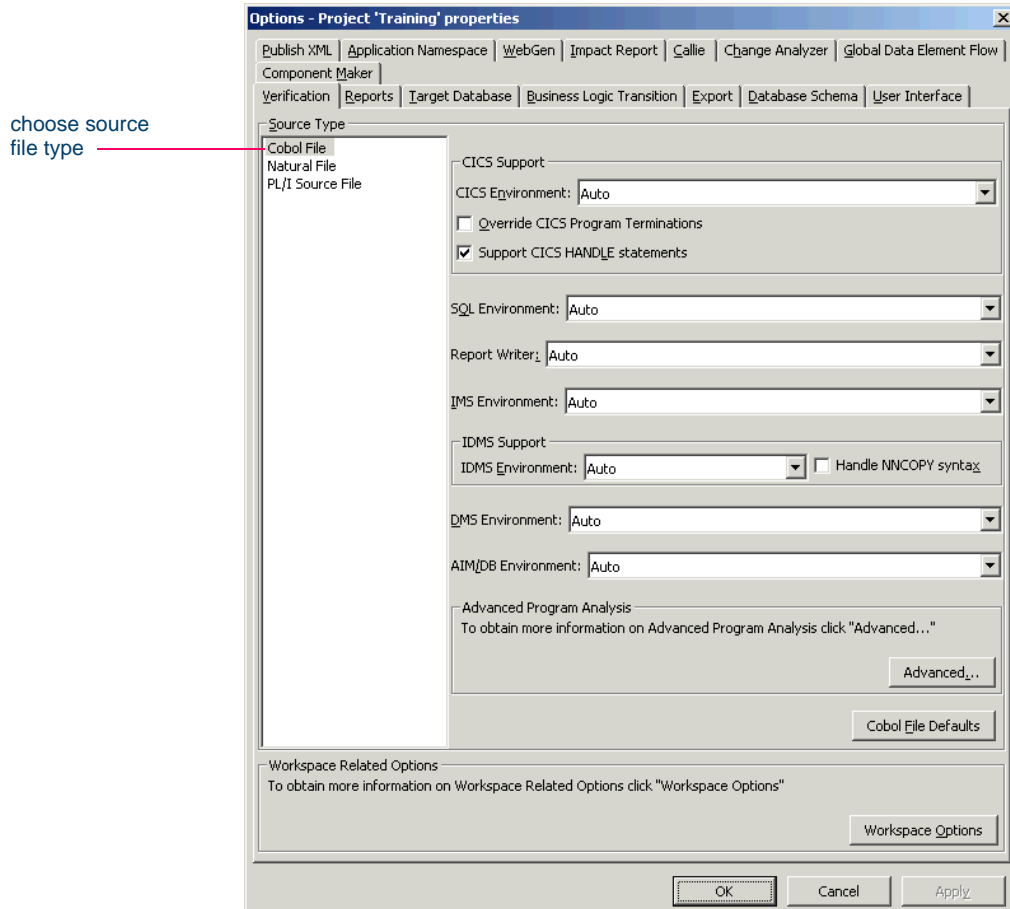 Options - Project 'Training' properties
Publish XML
Application Namespace
WebGen
Impact Report
Callie
Change Analyzer
Global Data Element Flow
Component Maker
Verification
Reports
Target Database
Business Logic Transition
Export
Database Schema
User Interface
choose source
file type
Source Type
Cobol File
Natural File
PL/I Source File
CICS Support
CICS Environment: Auto
Override CICS Program Terminations
Support CICS HANDLE statements
SQL Environment: Auto
Report Writer: Auto
IMS Environment: Auto
IDMS Support
IDMS Environment: Auto
Handle NNCOPY syntax
DMS Environment: Auto
AIM/DB Environment: Auto
Advanced Program Analysis
To obtain more information on Advanced Program Analysis click "Advanced..."
Advanced...
Cobol File Defaults
Workspace Related Options
To obtain more information on Workspace Related Options click "Workspace Options"
Workspace Options
OK
Cancel
Apply